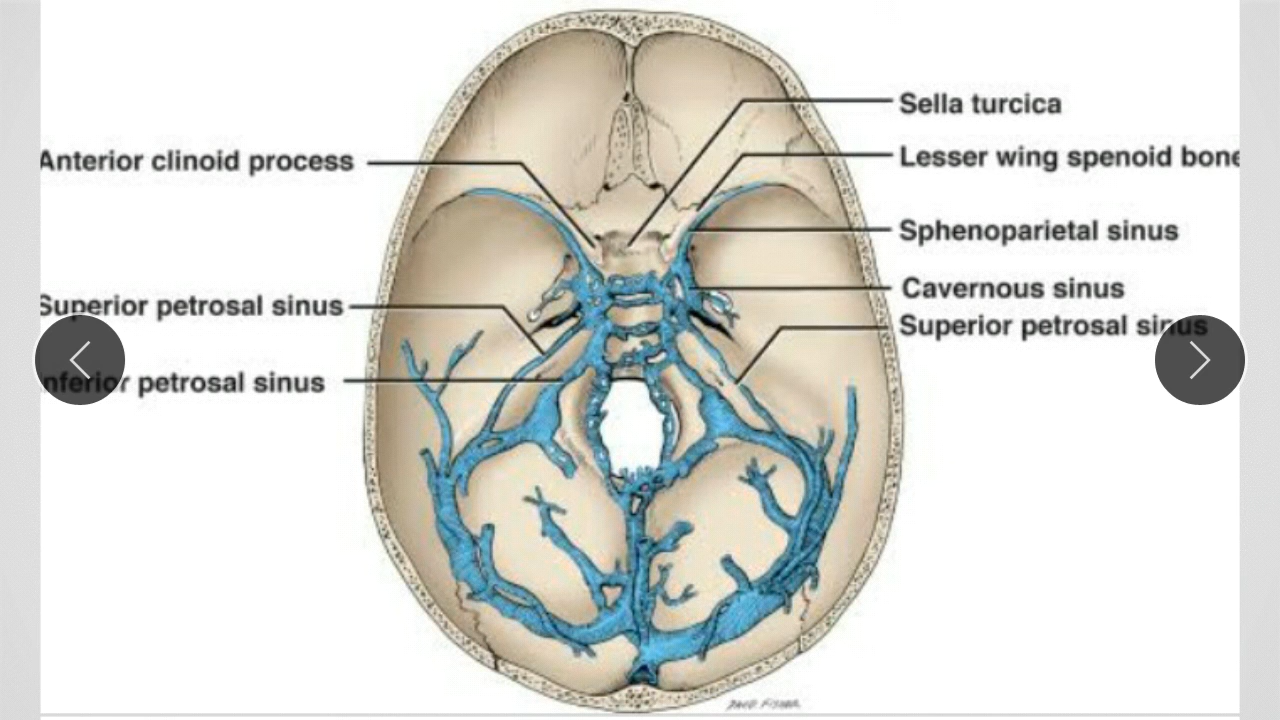 Sella turcica
Anterior clinoid process
Lesser wing spenoid bone
Sphenoparietal sinus
Cavernous sinus
Superior petrosal sinus
Superior petrosal sinus
petrosal sinus